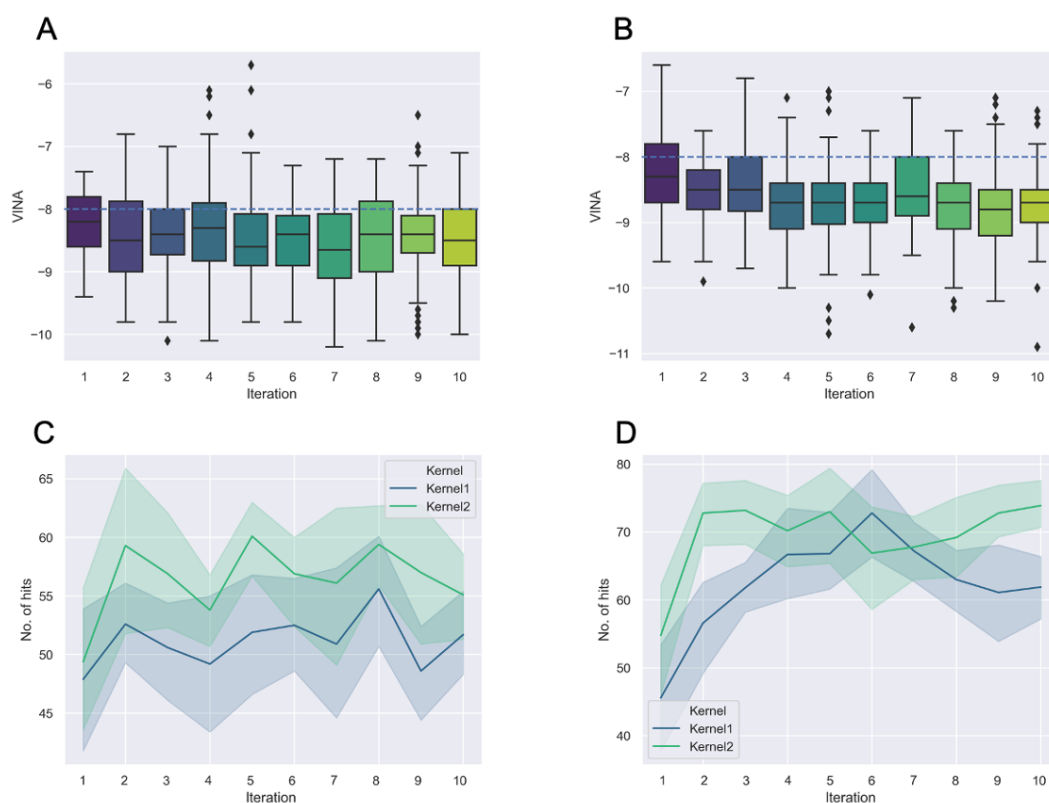 A
−6
−7
−8
−9
−10
VINA
1 2 3 4 5 6 7 8 9 10
Iteration
B
−7
−8
−9
−10
−11
VINA
1 2 3 4 5 6 7 8 9 10
Iteration
C
65
60
55
50
45
No. of hits
Kernel
Kernel1
Kernel2
1 2 3 4 5 6 7 8 9 10
Iteration
D
80
70
60
50
40
No. of hits
Kernel
Kernel1
Kernel2
1 2 3 4 5 6 7 8 9 10
Iteration